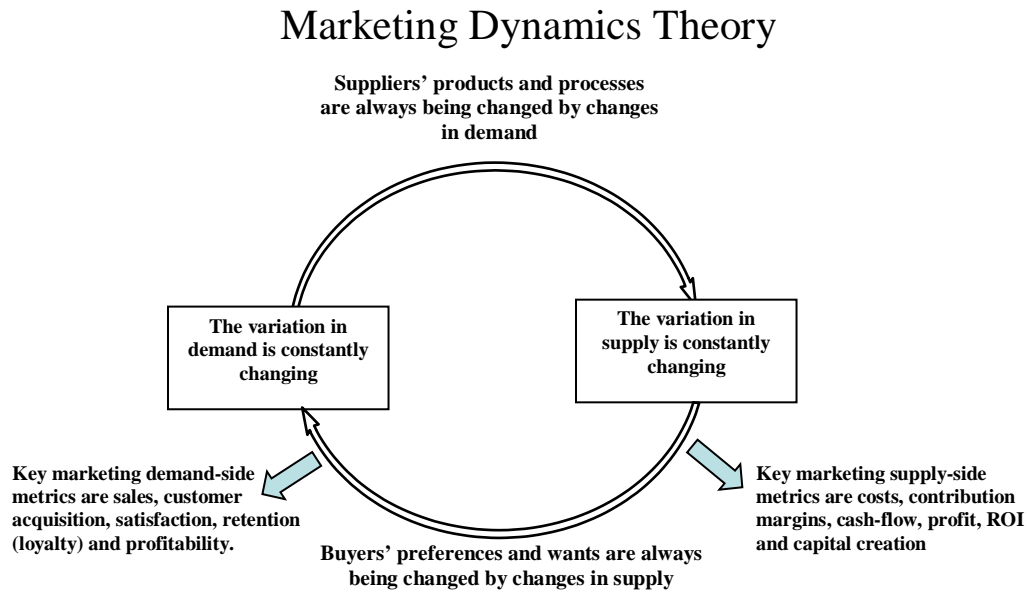 Marketing Dynamics Theory
Suppliers’ products and processes
are always being changed by changes
in demand
The variation in
demand is constantly
changing
The variation in
supply is constantly
changing
Key marketing demand-side
metrics are sales, customer
acquisition, satisfaction, retention
(loyalty) and profitability.
Key marketing supply-side
metrics are costs, contribution
margins, cash-flow, profit, ROI
and capital creation
Buyers’ preferences and wants are always
being changed by changes in supply